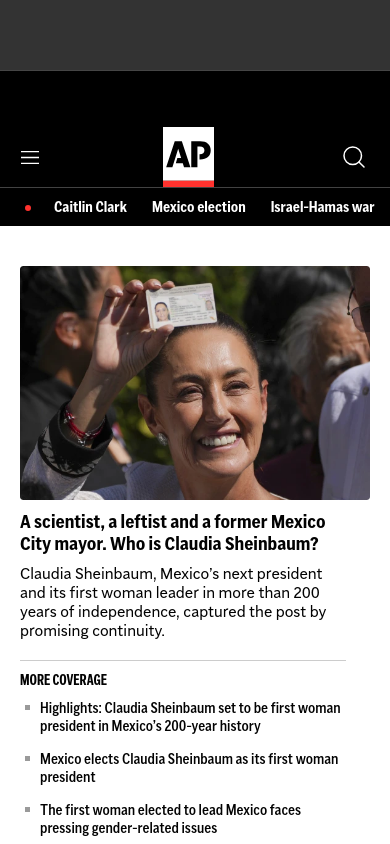 AP
Caitlin Clark Mexico election Israel-Hamas war
A scientist, a leftist and a former Mexico
City mayor. Who is Claudia Sheinbaum?
Claudia Sheinbaum, Mexico’s next president
and its first woman leader in more than 200
years of independence, captured the post by
promising continuity.
MORE COVERAGE
Highlights: Claudia Sheinbaum set to be first woman
president in Mexico’s 200-year history
Mexico elects Claudia Sheinbaum as its first woman
president
The first woman elected to lead Mexico faces
pressing gender-related issues